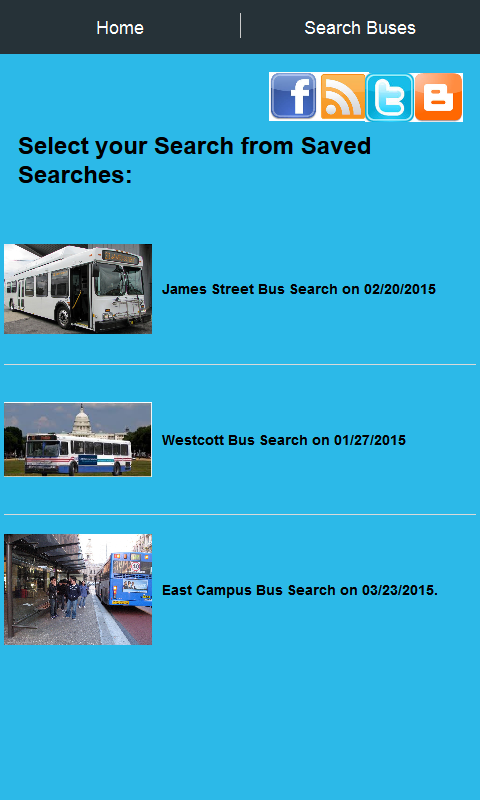 Home
Search Buses
Select your Search from Saved
Searches:
James Street Bus Search on 02/20/2015
Westcott Bus Search on 01/27/2015
East Campus Bus Search on 03/23/2015.